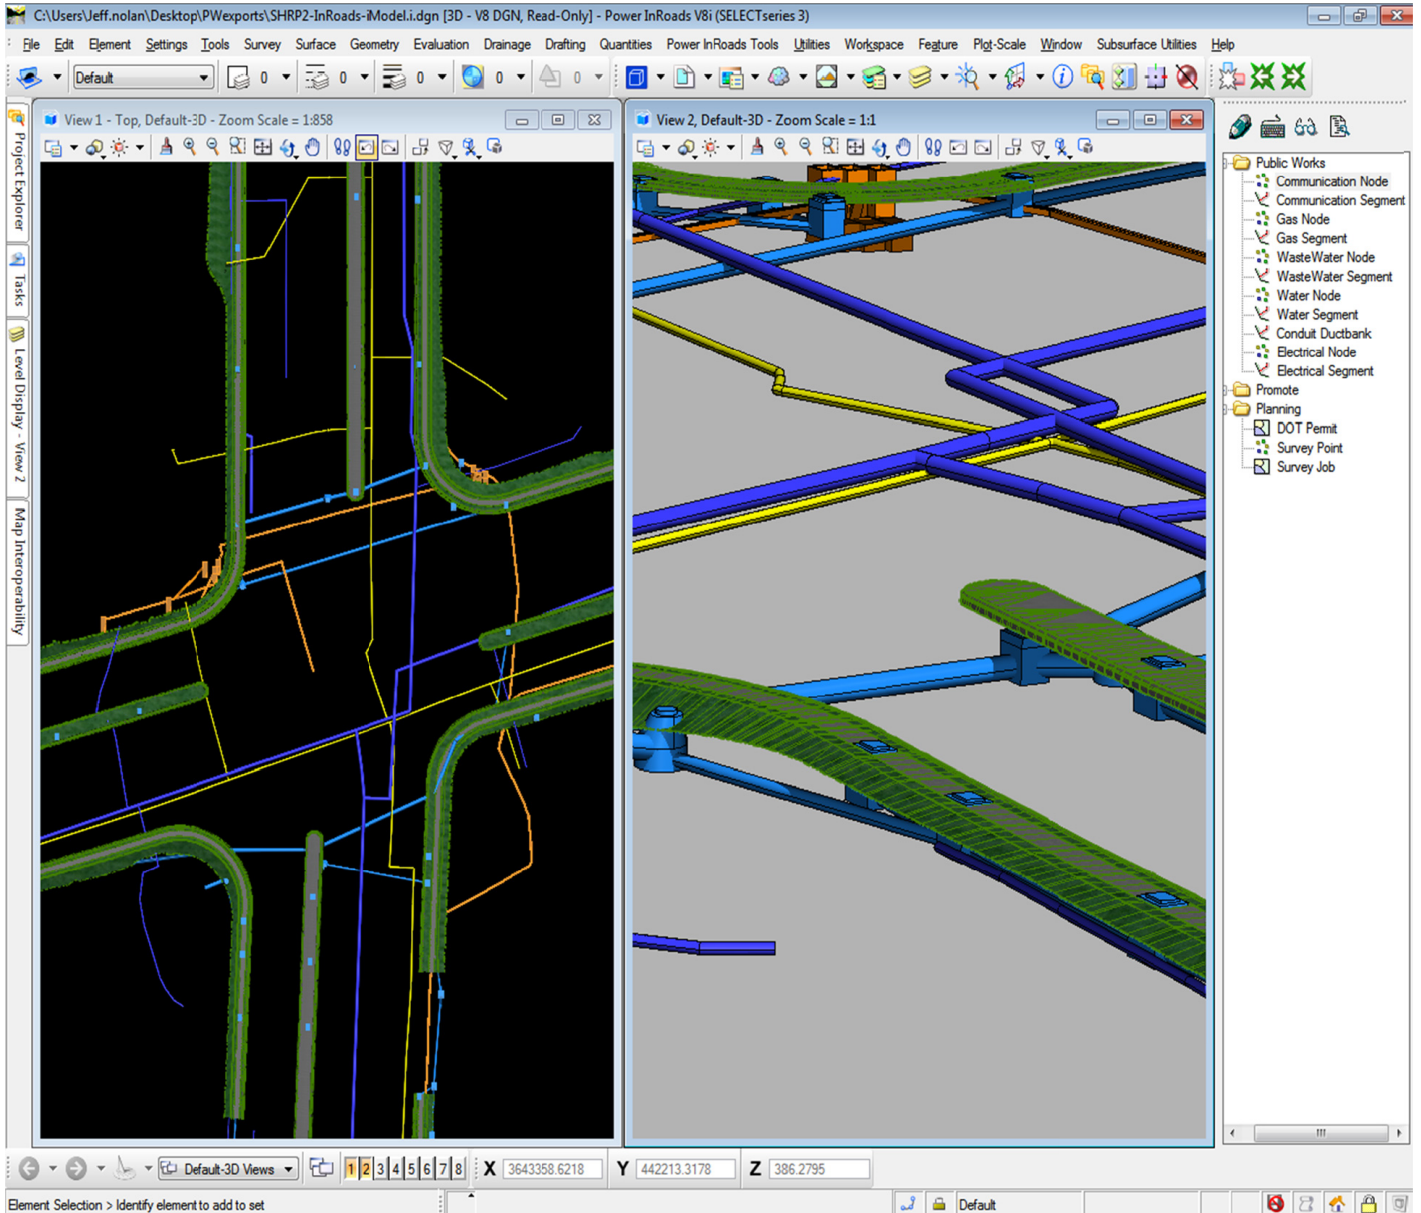 C:\Users\Jeff.nolan\Desktop\PWexports\SHRP2-InRoads-iModel.i.dgn [3D - V8 DGN, Read-Only] - Power InRoads V8i (SELECTseries 3)
File Edit Element Settings Tools Survey Surface Geometry Evaluation Drainage Drafting Quantities Power InRoads Tools Utilities Workspace Feature Plot-Scale Window Subsurface Utilities Help
Default 0 0 0 0 0
Project Explorer
Tasks
Level Display - View 2
Map Interoperability
View 1 - Top, Default-3D - Zoom Scale = 1:858
View 2, Default-3D - Zoom Scale = 1:1
Public Works
Communication Node
Communication Segment
Gas Node
Gas Segment
WasteWater Node
WasteWater Segment
Water Node
Water Segment
Conduit Ductbank
Electrical Node
Electrical Segment
Promote
Planning
DOT Permit
Survey Point
Survey Job
Default-3D Views 1 2 3 4 5 6 7 8 X 3643358.6218 Y 442213.3178 Z 386.2795
Element Selection > Identify element to add to set
Default